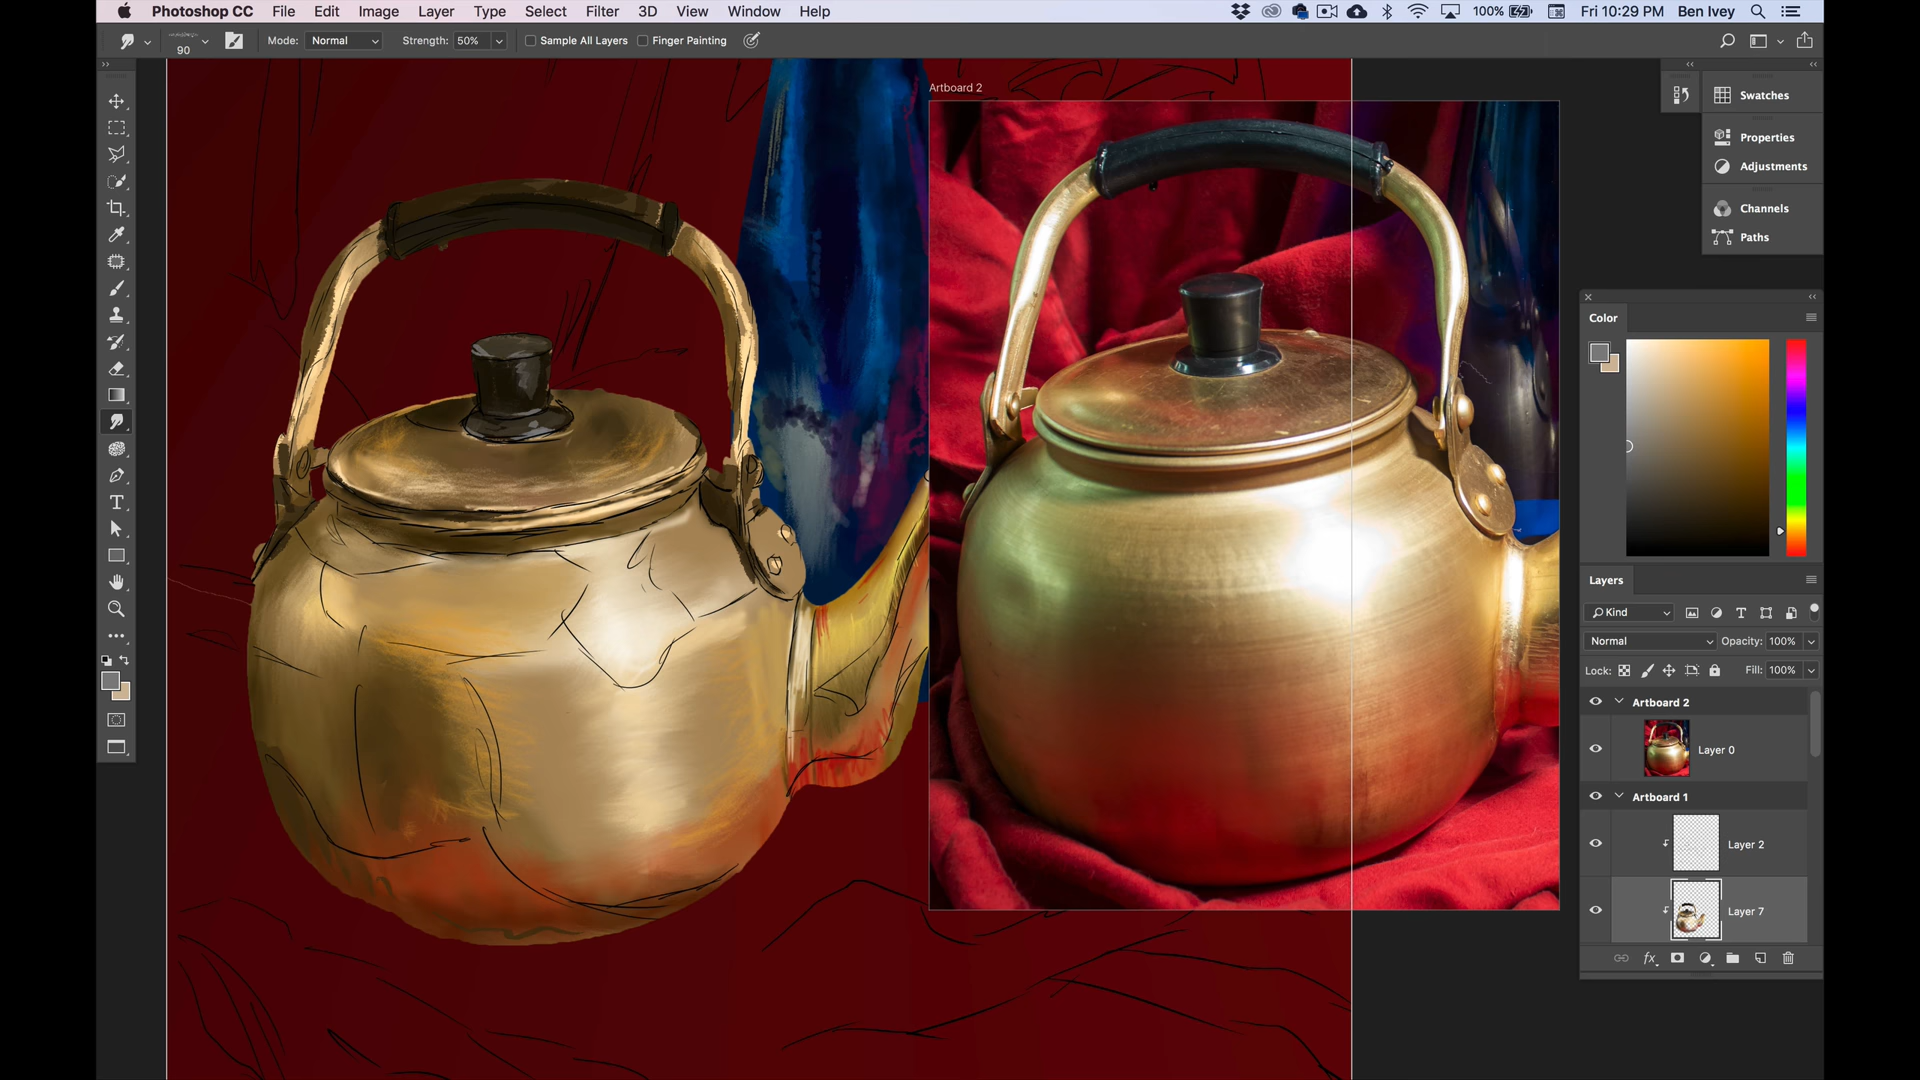 Photoshop CC File Edit Image Layer Type Select Filter 3D View Window Help 100% Fri 10:29 PM Ben Ivey
90 Mode: Normal Strength: 50% Sample All Layers Finger Painting
Artboard 2
Swatches
Properties
Adjustments
Channels
Paths
Color
Layers
Kind
Normal Opacity: 100%
Lock: Fill: 100%
Artboard 2
Layer 0
Artboard 1
Layer 2
Layer 7
fx